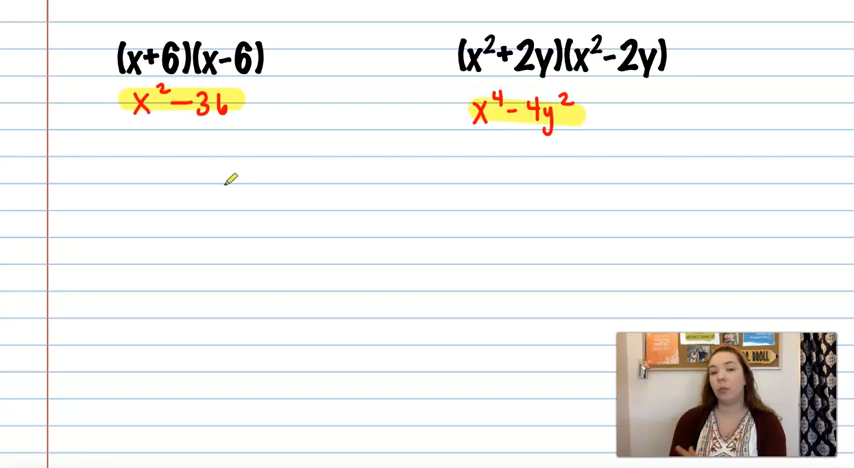 (x+6)(x-6)
x² - 36
(x²+2y)(x²-2y)
x⁴ - 4y²